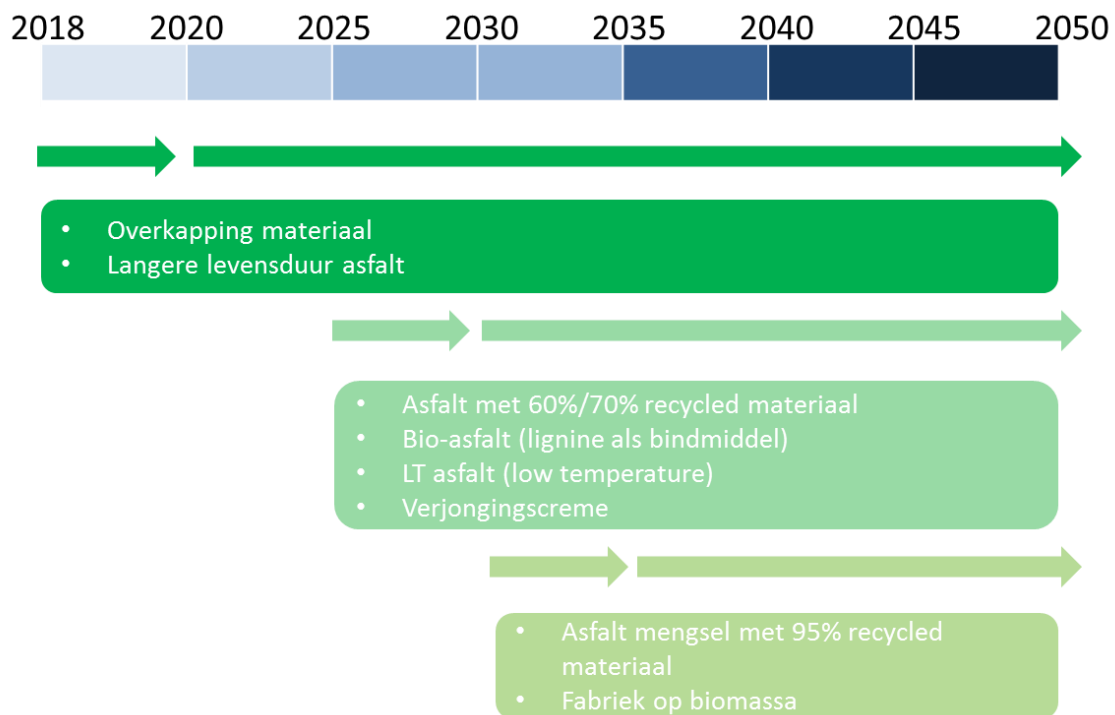 2018 2020 2025 2030 2035 2040 2045 2050
• Overkapping materiaal
• Langere levensduur asfalt
• Asfalt met 60%/70% recycled materiaal
• Bio-asfalt (lignine als bindmiddel)
• LT asfalt (low temperature)
• Verjongingscreme
• Asfalt mengsel met 95% recycled
materiaal
• Fabriek op biomassa